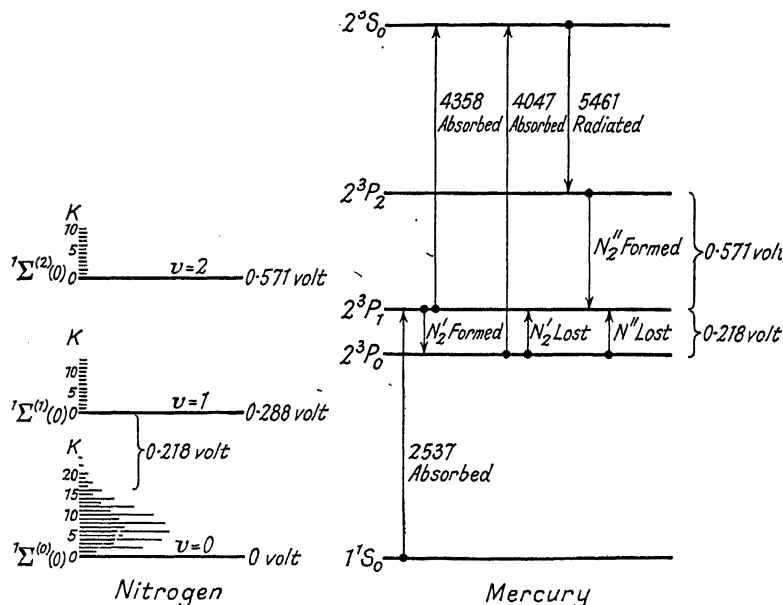 2³S₀
4358 Absorbed
4047 Absorbed
5461 Radiated
2³P₂
K
10
5
0
¹Σ⁽²⁾(0)
v=2
0·571 volt
N₂″ Formed
0·571 volt
2³P₁
N₂′ Formed
N₂′ Lost
N″ Lost
0·218 volt
2³P₀
K
10
5
0
¹Σ⁽¹⁾(0)
v=1
0·288 volt
0·218 volt
K
20
15
10
5
0
¹Σ⁽⁰⁾(0)
v=0
0 volt
2537
Absorbed
1¹S₀
Nitrogen
Mercury